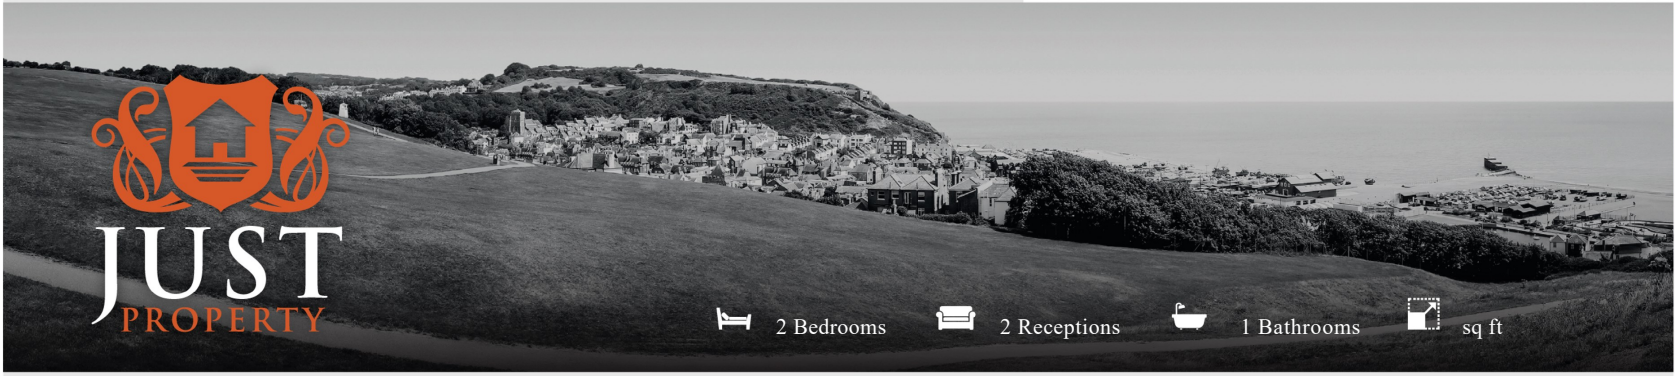 JUST
PROPERTY
2 Bedrooms
2 Receptions
1 Bathrooms
sq ft